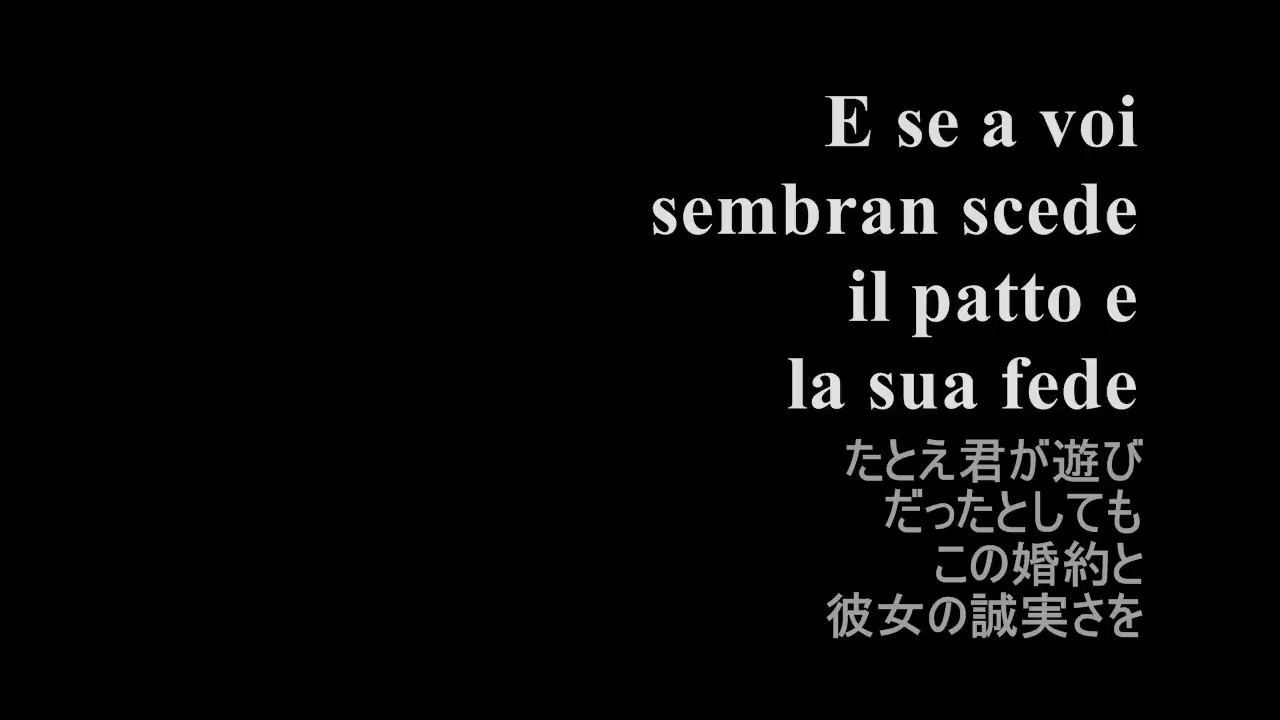 E se a voi
sembran scede
il patto e
la sua fede
たとえ君が遊び
だったとしても
この婚約と
彼女の誠実さを